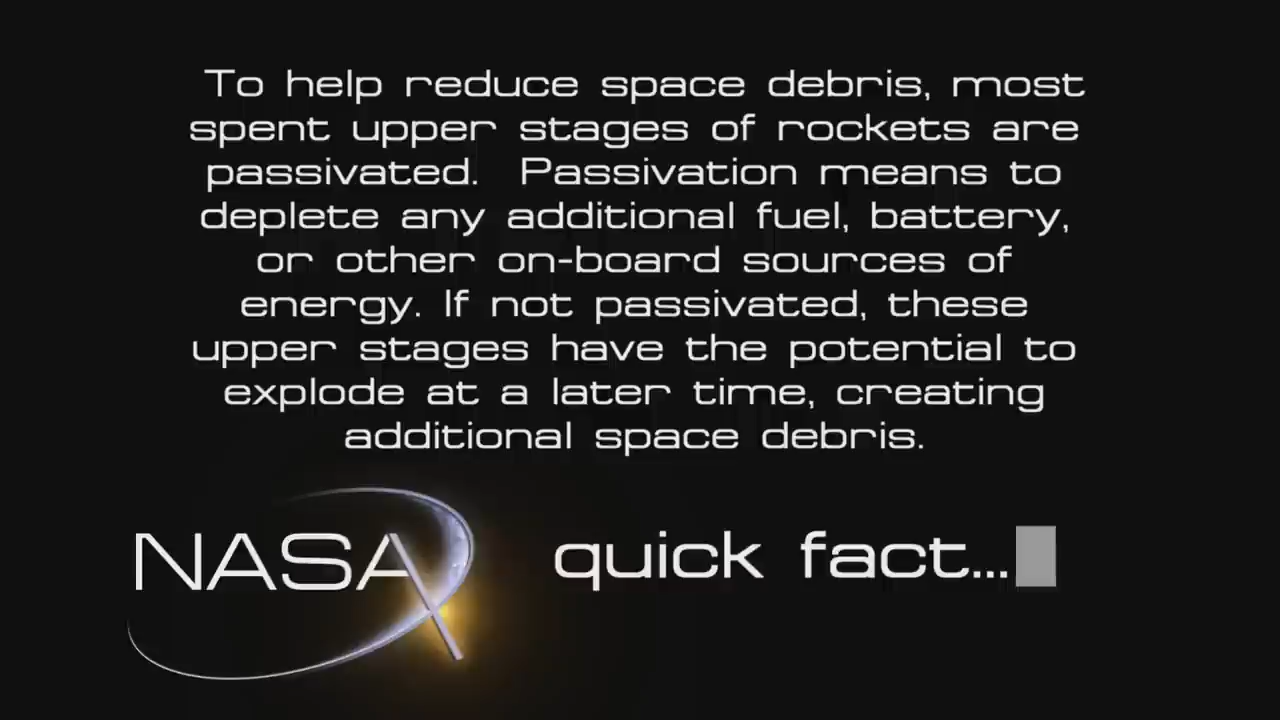 To help reduce space debris, most
spent upper stages of rockets are
passivated.  Passivation means to
deplete any additional fuel, battery,
or other on-board sources of
energy. If not passivated, these
upper stages have the potential to
explode at a later time, creating
additional space debris.
NASA quick fact...